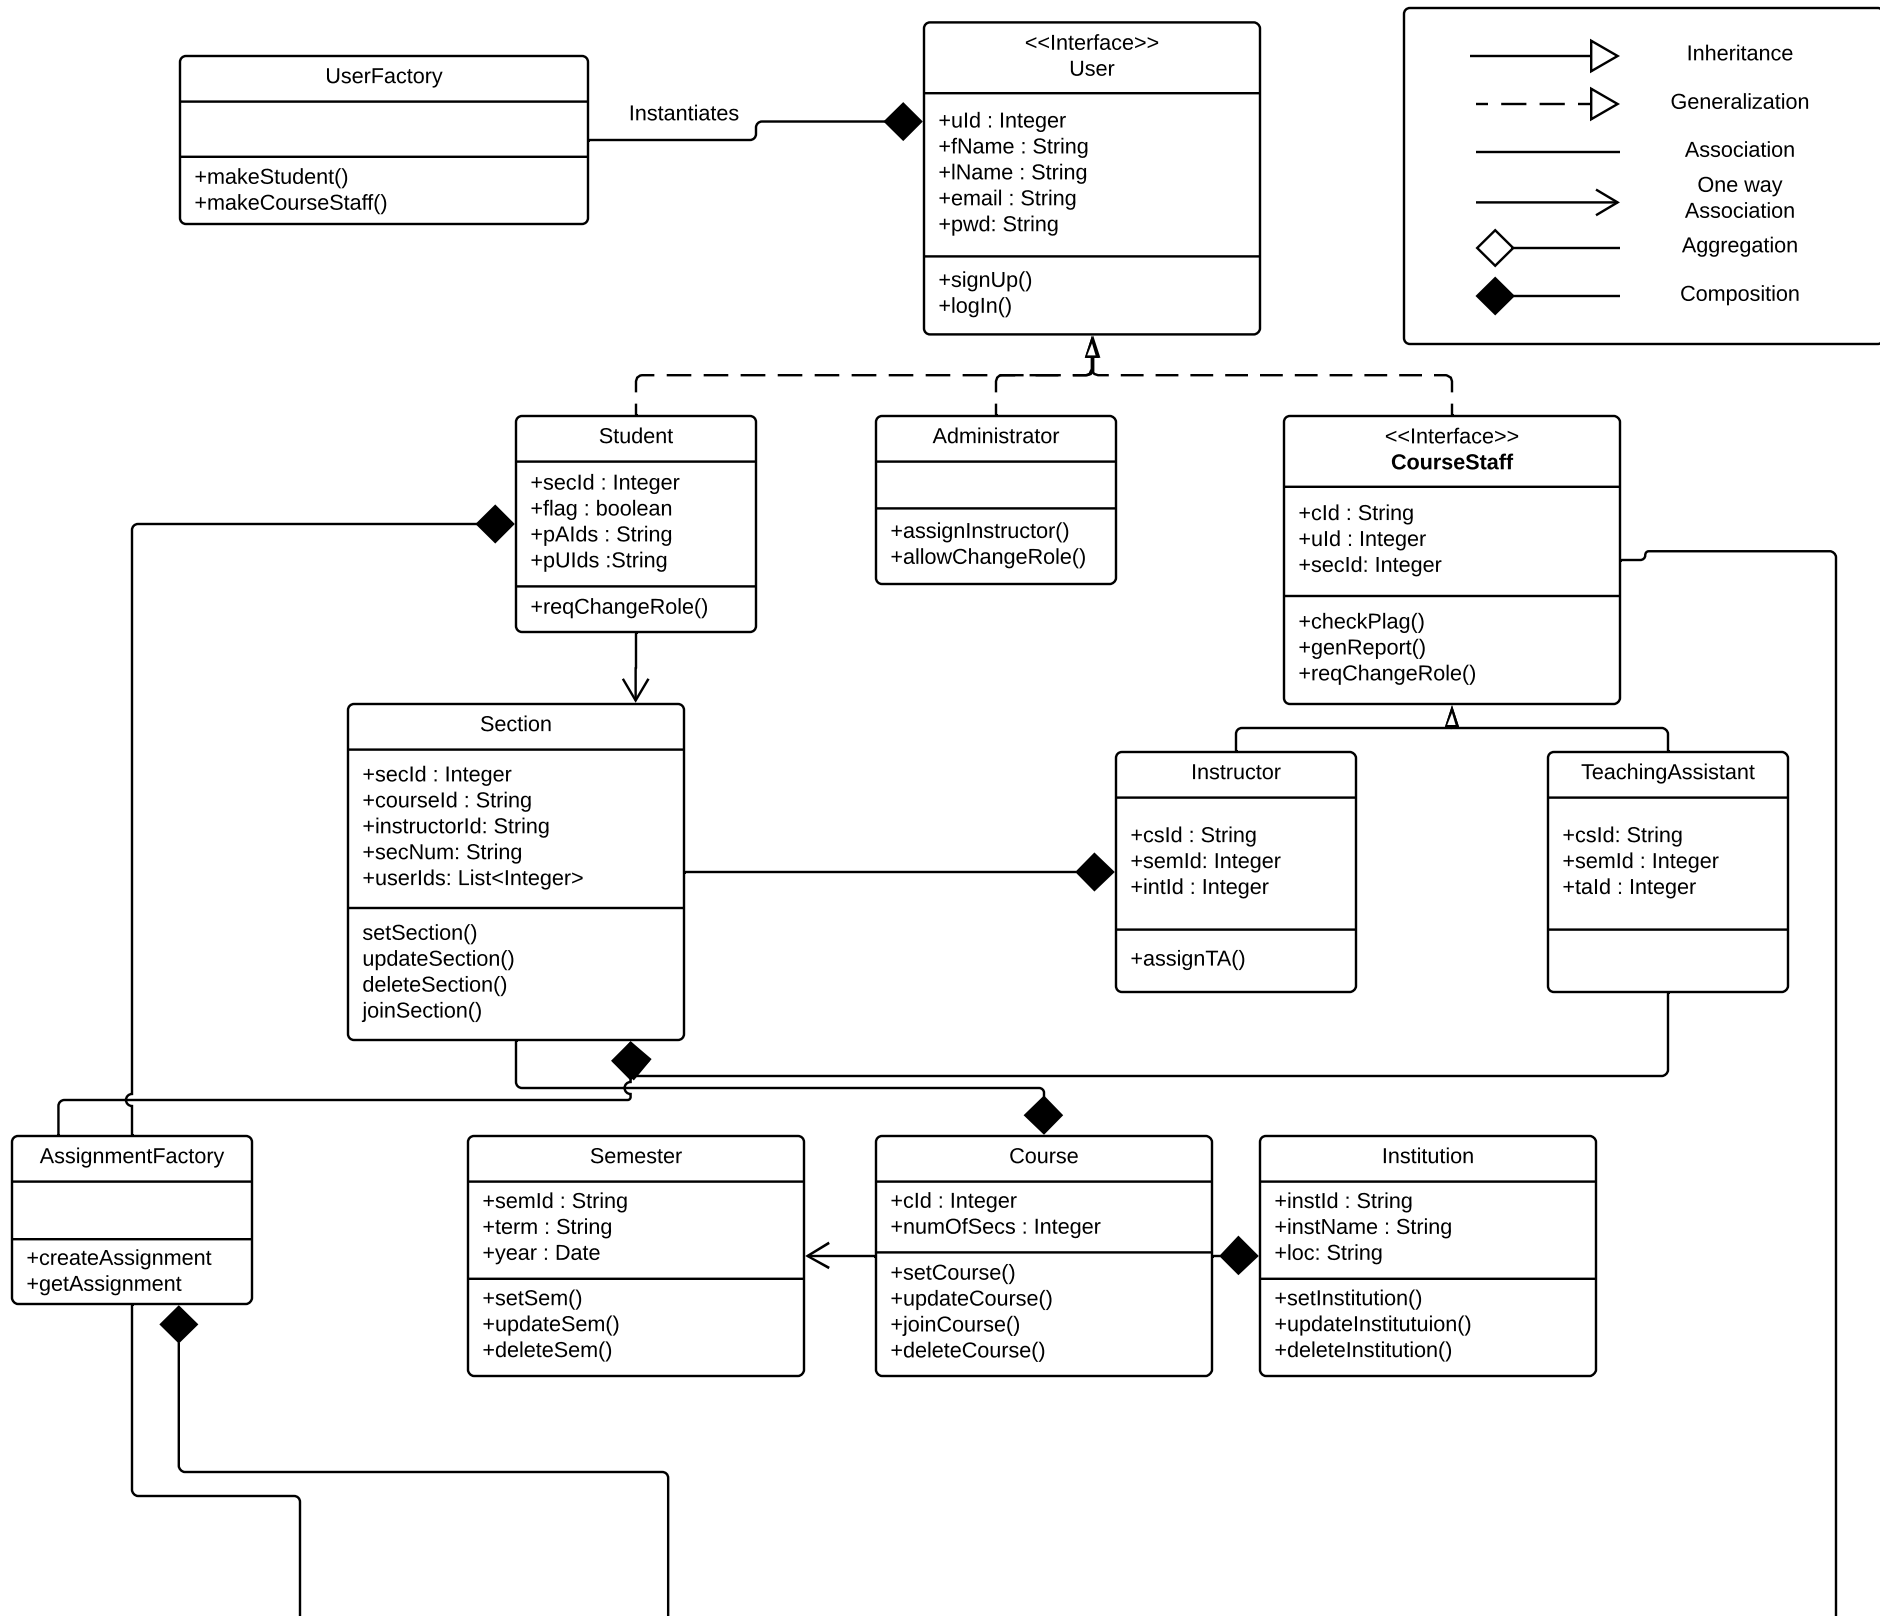 UserFactory
+makeStudent()
+makeCourseStaff()
Instantiates
<<Interface>>
User
+uId : Integer
+fName : String
+lName : String
+email : String
+pwd: String
+signUp()
+logIn()
Inheritance
Generalization
Association
One way
Association
Aggregation
Composition
Student
+secId : Integer
+flag : boolean
+pAIds : String
+pUIds :String
+reqChangeRole()
Administrator
+assignInstructor()
+allowChangeRole()
<<Interface>>
CourseStaff
+cId : String
+uId : Integer
+secId: Integer
+checkPlag()
+genReport()
+reqChangeRole()
Section
+secId : Integer
+courseId : String
+instructorId: String
+secNum: String
+userIds: List<Integer>
setSection()
updateSection()
deleteSection()
joinSection()
Instructor
+csId : String
+semId: Integer
+intId : Integer
+assignTA()
TeachingAssistant
+csId: String
+semId : Integer
+taId : Integer
AssignmentFactory
+createAssignment
+getAssignment
Semester
+semId : String
+term : String
+year : Date
+setSem()
+updateSem()
+deleteSem()
Course
+cId : Integer
+numOfSecs : Integer
+setCourse()
+updateCourse()
+joinCourse()
+deleteCourse()
Institution
+instId : String
+instName : String
+loc: String
+setInstitution()
+updateInstitutuion()
+deleteInstitution()